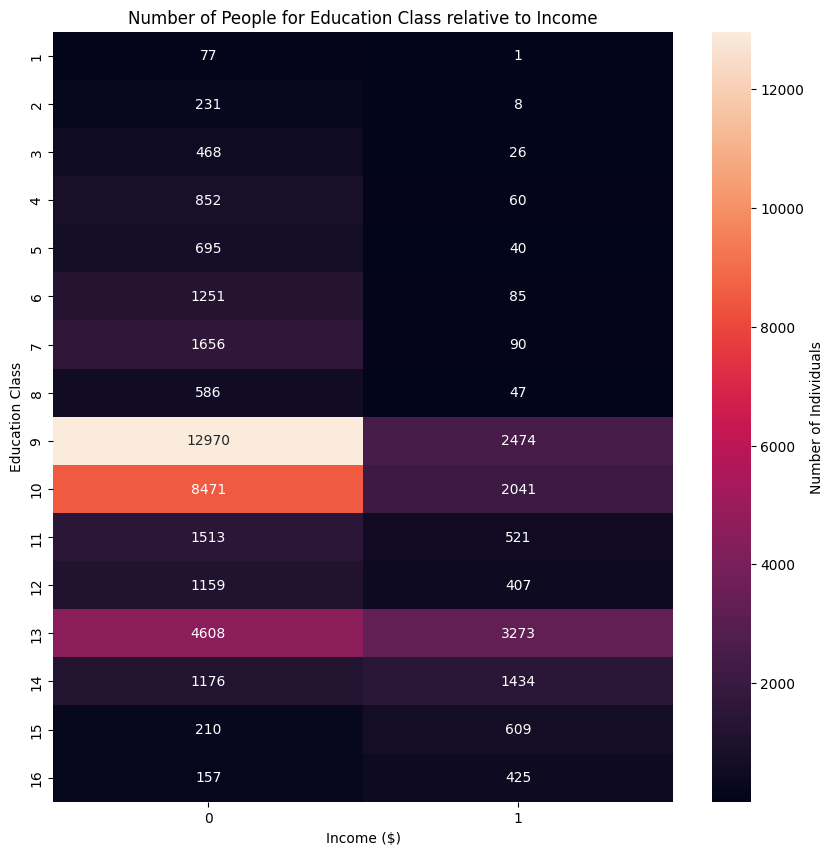 Number of People for Education Class relative to Income
1 77 1
2 231 8
3 468 26
4 852 60
5 695 40
6 1251 85
7 1656 90
8 586 47
9 12970 2474
10 8471 2041
11 1513 521
12 1159 407
13 4608 3273
14 1176 1434
15 210 609
16 157 425
0 1
Income ($)
Education Class
12000
10000
8000
6000
4000
2000
Number of Individuals